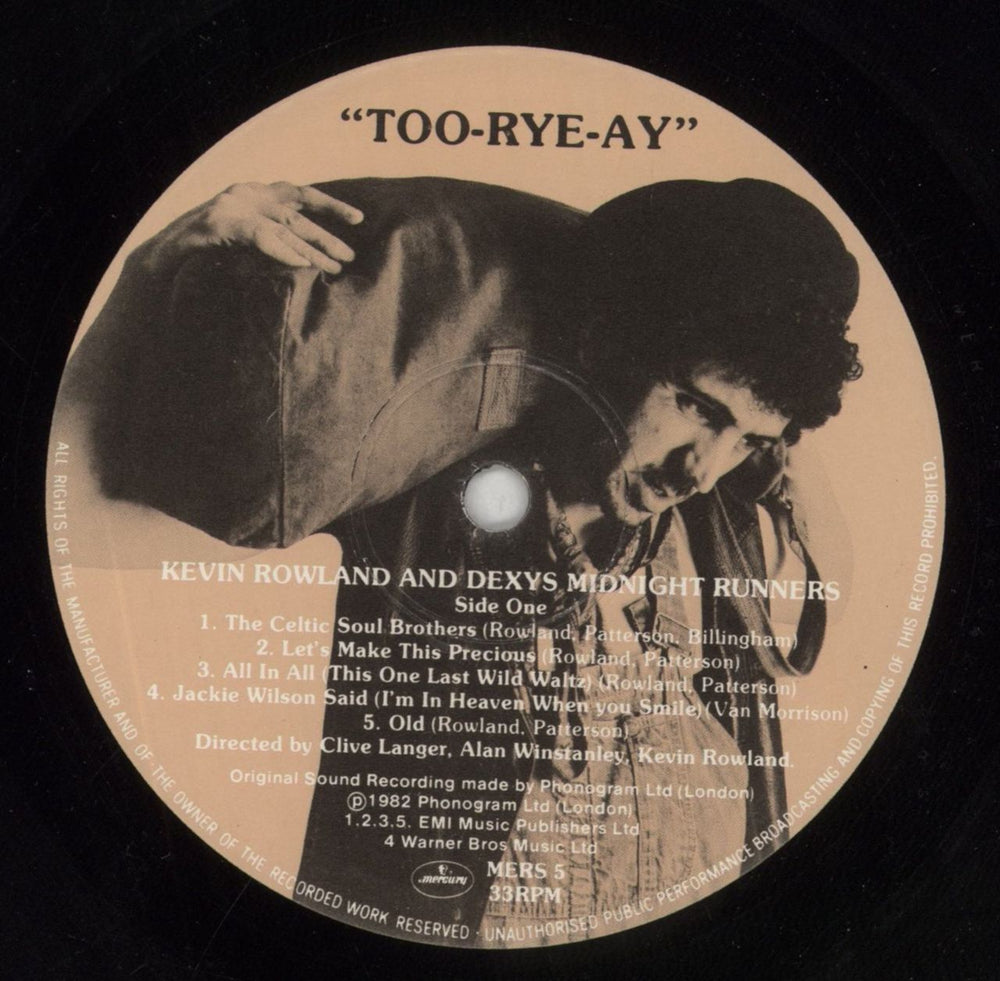 “TOO-RYE-AY”
KEVIN ROWLAND AND DEXYS MIDNIGHT RUNNERS
Side One
1. The Celtic Soul Brothers (Rowland, Patterson, Billingham)
2. Let's Make This Precious (Rowland, Patterson)
3. All In All (This One Last Wild Waltz) (Rowland, Patterson)
4. Jackie Wilson Said (I'm In Heaven When you Smile) (Van Morrison)
5. Old (Rowland, Patterson)
Directed by Clive Langer, Alan Winstanley, Kevin Rowland.
Original Sound Recording made by Phonogram Ltd (London)
Ⓟ1982 Phonogram Ltd (London)
1.2.3.5. EMI Music Publishers Ltd
4 Warner Bros Music Ltd
mercury
MERS 5
33RPM
ALL RIGHTS OF THE MANUFACTURER AND OF THE OWNER OF THE RECORDED WORK RESERVED · UNAUTHORISED PUBLIC PERFORMANCE BROADCASTING AND COPYING OF THIS RECORD PROHIBITED.